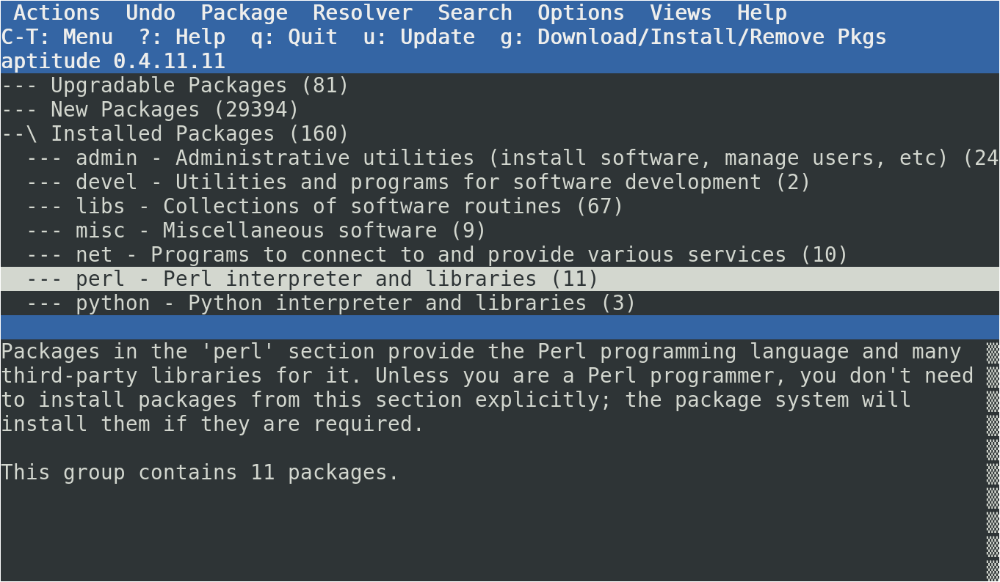 Actions  Undo  Package  Resolver  Search  Options  Views  Help
C-T: Menu  ?: Help  q: Quit  u: Update  g: Download/Install/Remove Pkgs
aptitude 0.4.11.11
--- Upgradable Packages (81)
--- New Packages (29394)
--\ Installed Packages (160)
  --- admin - Administrative utilities (install software, manage users, etc) (24
  --- devel - Utilities and programs for software development (2)
  --- libs - Collections of software routines (67)
  --- misc - Miscellaneous software (9)
  --- net - Programs to connect to and provide various services (10)
  --- perl - Perl interpreter and libraries (11)
  --- python - Python interpreter and libraries (3)
Packages in the 'perl' section provide the Perl programming language and many
third-party libraries for it. Unless you are a Perl programmer, you don't need
to install packages from this section explicitly; the package system will
install them if they are required.
This group contains 11 packages.